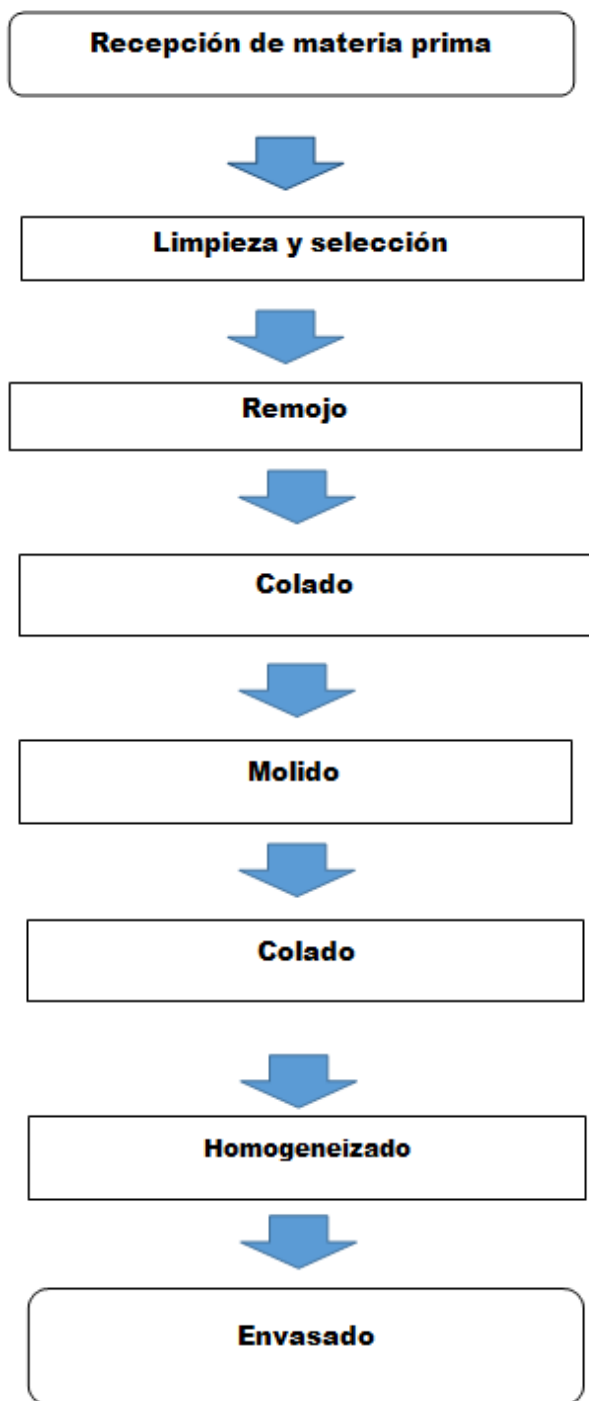 Recepción de materia prima
Limpieza y selección
Remojo
Colado
Molido
Colado
Homogeneizado
Envasado